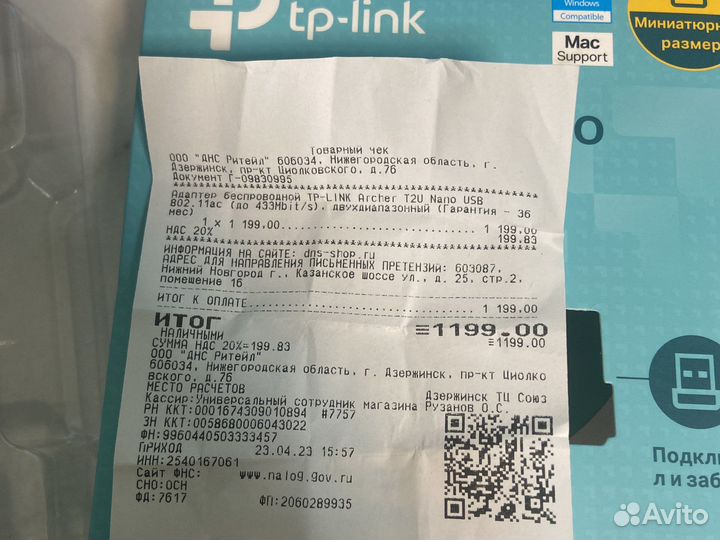 tp-link
Windows
Compatible
Mac
Support
Миниатюрн
размер
Товарный чек
ООО "ДНС Ритейл" 606034, Нижегородская область, г.
Дзержинск, пр-кт Циолковского, д.76
Документ Г-09830995
Адаптер беспроводной TP-LINK Archer T2U Nano USB
802.11ac (до 433Mbit/s), двухдиапазонный (Гарантия - 36
мес)
1 × 1 199,00 1 199,00
НДС 20% 199.83
ИНФОРМАЦИЯ НА САЙТЕ: dns-shop.ru
АДРЕС ДЛЯ НАПРАВЛЕНИЯ ПИСЬМЕННЫХ ПРЕТЕНЗИЙ: 603087,
Нижний Новгород г., Казанское шоссе ул., д. 25, стр.2,
помещение 16
ИТОГ К ОПЛАТЕ 1 199,00
ИТОГ ≡1199.00
НАЛИЧНЫМИ ≡1199.00
СУММА НДС 20%=199.83
ООО "ДНС Ритейл"
606034, Нижегородская область, г. Дзержинск, пр-кт Циолко
вского, д.76
МЕСТО РАСЧЕТОВ Дзержинск ТЦ Союз
Кассир:Универсальный сотрудник магазина Рузанов О.С.
РН ККТ:0001674309010894 #7757
ЗН ККТ:0058680006043022
ФН:9960440503333457
ПРИХОД 23.04.23 15:57
ИНН:2540167061
Сайт ФНС: www.nalog.gov.ru
СНО:ОСН
ФД:7617 ФП:2060289935
Подклю
л и заб
Avito